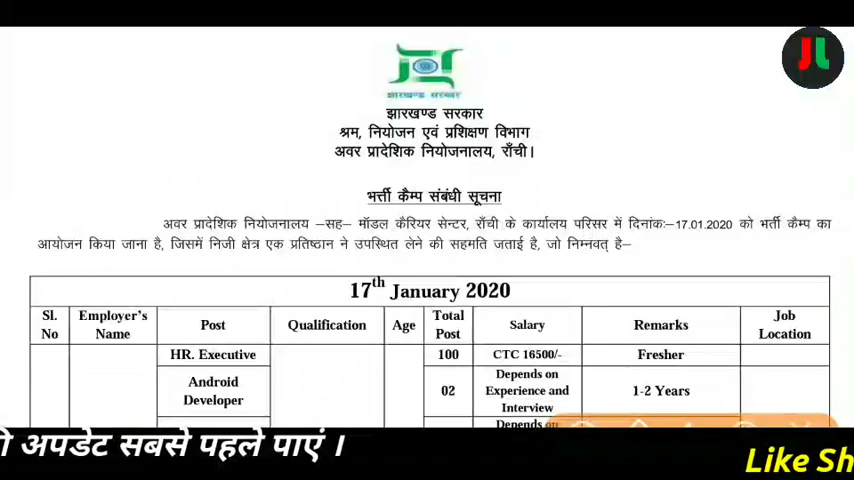 JL
झारखण्ड सरकार
झारखण्ड सरकार
श्रम, नियोजन एवं प्रशिक्षण विभाग
अवर प्रादेशिक नियोजनालय, राँची।
भर्त्ती कैम्प संबंधी सूचना
अवर प्रादेशिक नियोजनालय –सह– मॉडल कैरियर सेन्टर, राँची के कार्यालय परिसर में दिनांकः–17.01.2020 को भर्ती कैम्प का
आयोजन किया जाना है, जिसमें निजी क्षेत्र एक प्रतिष्ठान ने उपस्थित लेने की सहमति जताई है, जो निम्नवत् है–
17th January 2020
Sl. No Employer's Name Post Qualification Age Total Post Salary Remarks Job Location
HR. Executive 100 CTC 16500/- Fresher
Android Developer 02 Depends on Experience and Interview 1-2 Years
Depends on
अपडेट सबसे पहले पाएं ।
Like Sh